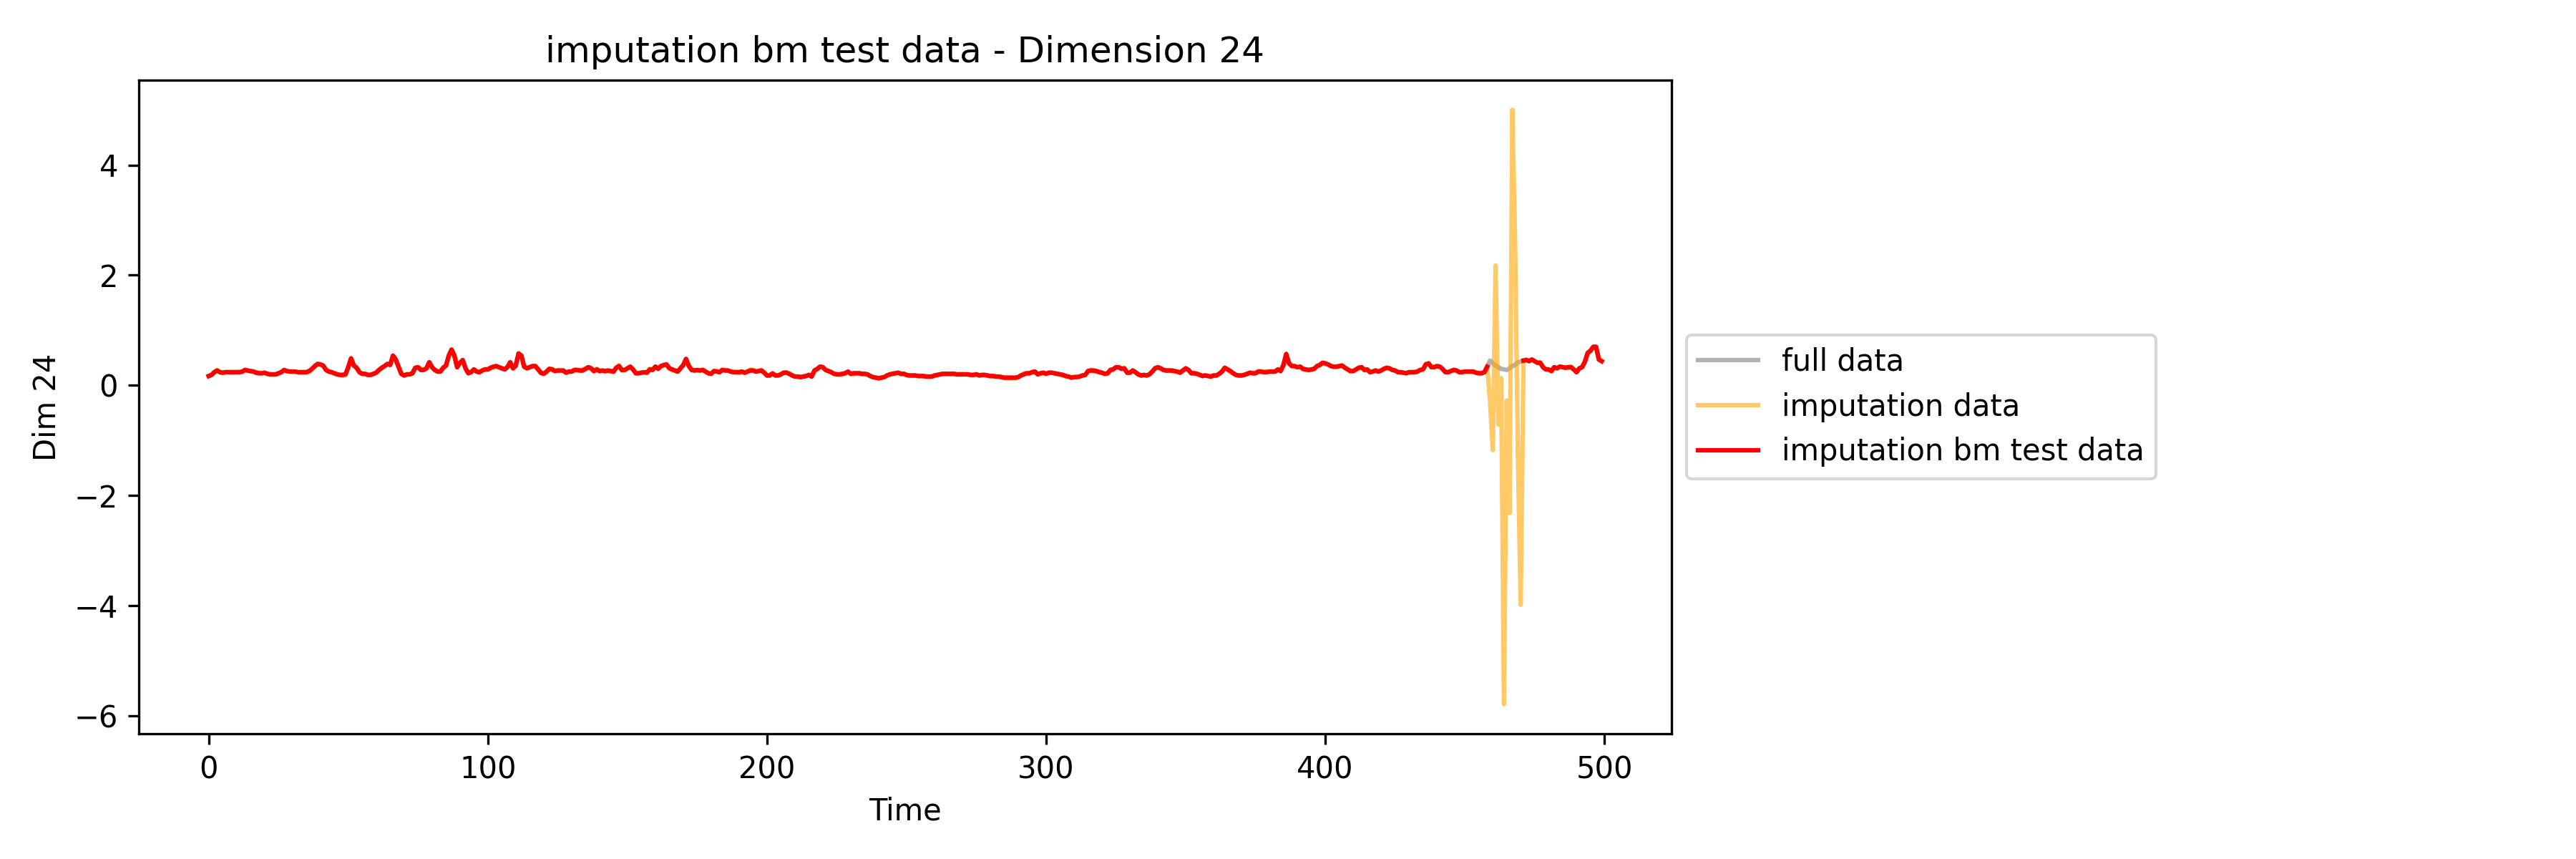 imputation bm test data - Dimension 24
Dim 24
4
2
0
−2
−4
−6
0 100 200 300 400 500
Time
full data
imputation data
imputation bm test data